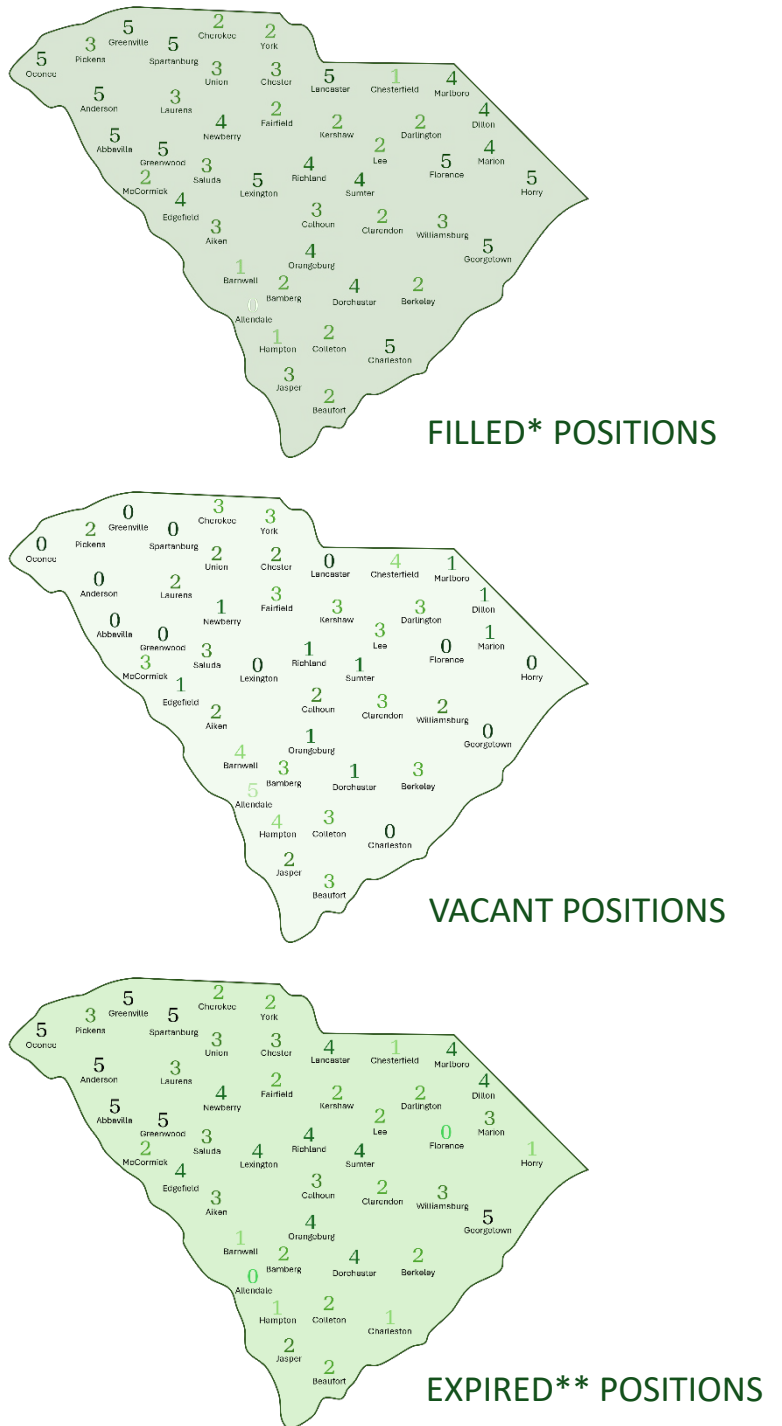 2 Cherokee
2 York
5 Greenville
3 Pickens
5 Spartanburg
5 Oconee
3 Union
3 Chester
5 Lancaster
1 Chesterfield
4 Marlboro
5 Anderson
3 Laurens
2 Fairfield
4 Dillon
4 Newberry
2 Kershaw
2 Darlington
5 Abbeville
5 Greenwood
2 Lee
4 Marion
3 Saluda
4 Richland
5 Florence
2 McCormick
5 Lexington
4 Sumter
5 Horry
4 Edgefield
3 Calhoun
2 Clarendon
3 Williamsburg
3 Aiken
4 Orangeburg
5 Georgetown
1 Barnwell
2 Bamberg
4 Dorchester
2 Berkeley
0 Allendale
1 Hampton
2 Colleton
5 Charleston
3 Jasper
2 Beaufort
FILLED* POSITIONS
3 Cherokee
3 York
0 Greenville
2 Pickens
0 Spartanburg
0 Oconee
2 Union
2 Chester
0 Lancaster
4 Chesterfield
1 Marlboro
0 Anderson
2 Laurens
3 Fairfield
1 Dillon
1 Newberry
3 Kershaw
3 Darlington
0 Abbeville
0 Greenwood
3 Lee
1 Marion
3 Saluda
1 Richland
0 Florence
3 McCormick
0 Lexington
1 Sumter
0 Horry
1 Edgefield
2 Calhoun
3 Clarendon
2 Williamsburg
2 Aiken
1 Orangeburg
0 Georgetown
4 Barnwell
3 Bamberg
1 Dorchester
3 Berkeley
5 Allendale
4 Hampton
3 Colleton
0 Charleston
2 Jasper
3 Beaufort
VACANT POSITIONS
2 Cherokee
2 York
5 Greenville
3 Pickens
5 Spartanburg
5 Oconee
3 Union
3 Chester
4 Lancaster
1 Chesterfield
4 Marlboro
5 Anderson
3 Laurens
2 Fairfield
4 Dillon
4 Newberry
2 Kershaw
2 Darlington
5 Abbeville
5 Greenwood
2 Lee
3 Marion
3 Saluda
4 Richland
0 Florence
2 McCormick
4 Lexington
4 Sumter
1 Horry
4 Edgefield
3 Calhoun
2 Clarendon
3 Williamsburg
3 Aiken
4 Orangeburg
5 Georgetown
1 Barnwell
2 Bamberg
4 Dorchester
2 Berkeley
0 Allendale
1 Hampton
2 Colleton
1 Charleston
2 Jasper
2 Beaufort
EXPIRED** POSITIONS